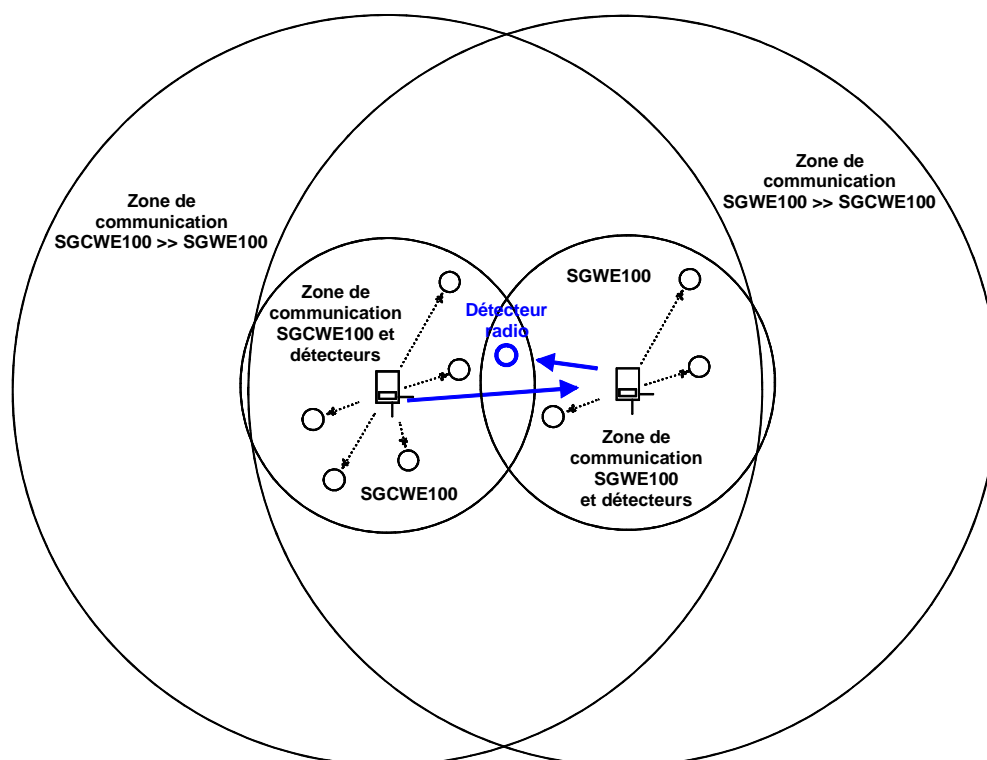 Zone de
communication
SGCWE100 >> SGWE100
Zone de
communication
SGWE100 >> SGCWE100
Zone de
communication
SGCWE100 et
détecteurs
SGCWE100
Détecteur
radio
SGWE100
Zone de
communication
SGWE100
et détecteurs